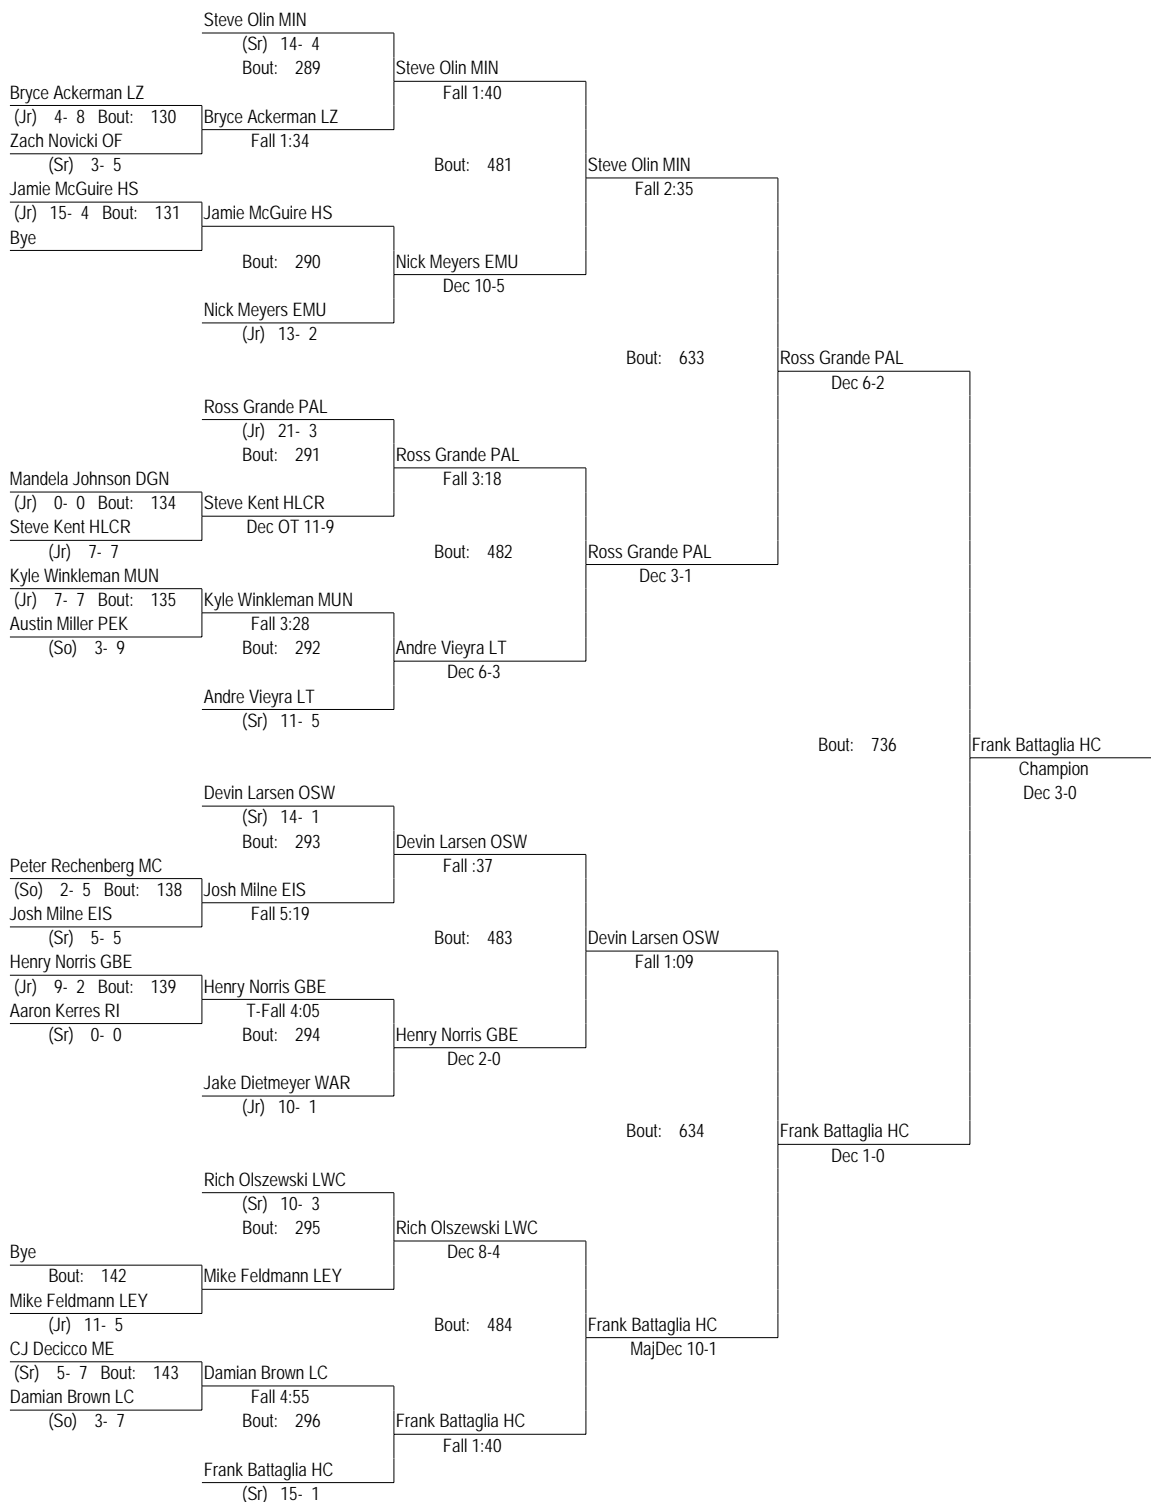 Steve Olin MIN
(Sr) 14- 4
Bout: 289
Steve Olin MIN
Fall 1:40
Bryce Ackerman LZ
(Jr) 4- 8 Bout: 130
Bryce Ackerman LZ
Zach Novicki OF
Fall 1:34
(Sr) 3- 5
Bout: 481
Steve Olin MIN
Jamie McGuire HS
Fall 2:35
(Jr) 15- 4 Bout: 131
Jamie McGuire HS
Bye
Bout: 290
Nick Meyers EMU
Dec 10-5
Nick Meyers EMU
(Jr) 13- 2
Bout: 633
Ross Grande PAL
Dec 6-2
Ross Grande PAL
(Jr) 21- 3
Bout: 291
Ross Grande PAL
Fall 3:18
Mandela Johnson DGN
(Jr) 0- 0 Bout: 134
Steve Kent HLCR
Steve Kent HLCR
Dec OT 11-9
(Jr) 7- 7
Bout: 482
Ross Grande PAL
Kyle Winkleman MUN
Dec 3-1
(Jr) 7- 7 Bout: 135
Kyle Winkleman MUN
Austin Miller PEK
Fall 3:28
(So) 3- 9
Bout: 292
Andre Vieyra LT
Dec 6-3
Andre Vieyra LT
(Sr) 11- 5
Bout: 736
Frank Battaglia HC
Champion
Dec 3-0
Devin Larsen OSW
(Sr) 14- 1
Bout: 293
Devin Larsen OSW
Fall :37
Peter Rechenberg MC
(So) 2- 5 Bout: 138
Josh Milne EIS
Josh Milne EIS
Fall 5:19
(Sr) 5- 5
Bout: 483
Devin Larsen OSW
Henry Norris GBE
Fall 1:09
(Jr) 9- 2 Bout: 139
Henry Norris GBE
Aaron Kerres RI
T-Fall 4:05
(Sr) 0- 0
Bout: 294
Henry Norris GBE
Dec 2-0
Jake Dietmeyer WAR
(Jr) 10- 1
Bout: 634
Frank Battaglia HC
Dec 1-0
Rich Olszewski LWC
(Sr) 10- 3
Bout: 295
Rich Olszewski LWC
Dec 8-4
Bye
Bout: 142
Mike Feldmann LEY
Mike Feldmann LEY
(Jr) 11- 5
Bout: 484
Frank Battaglia HC
CJ Decicco ME
MajDec 10-1
(Sr) 5- 7 Bout: 143
Damian Brown LC
Damian Brown LC
Fall 4:55
(So) 3- 7
Bout: 296
Frank Battaglia HC
Fall 1:40
Frank Battaglia HC
(Sr) 15- 1